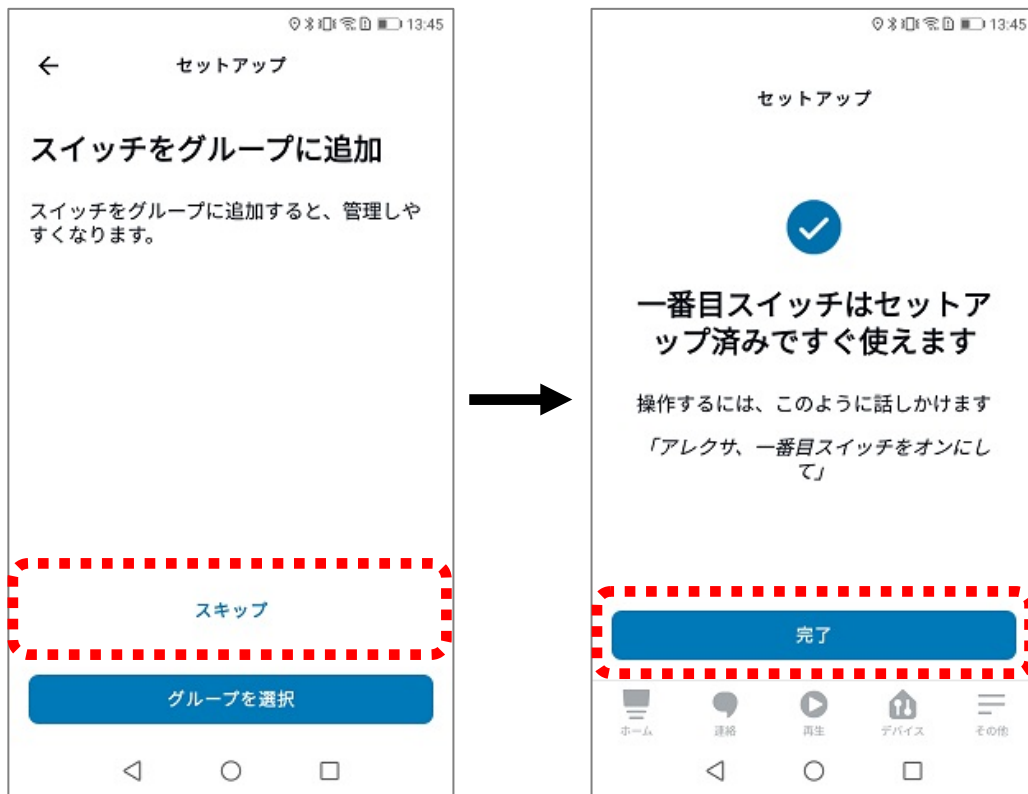 13:45
セットアップ
スイッチをグループに追加
スイッチをグループに追加すると、管理しや
すくなります。
スキップ
グループを選択
13:45
セットアップ
一番目スイッチはセットア
ップ済みですぐ使えます
操作するには、このように話しかけます
「アレクサ、一番目スイッチをオンにし
て」
完了
ホーム 連絡 再生 デバイス その他